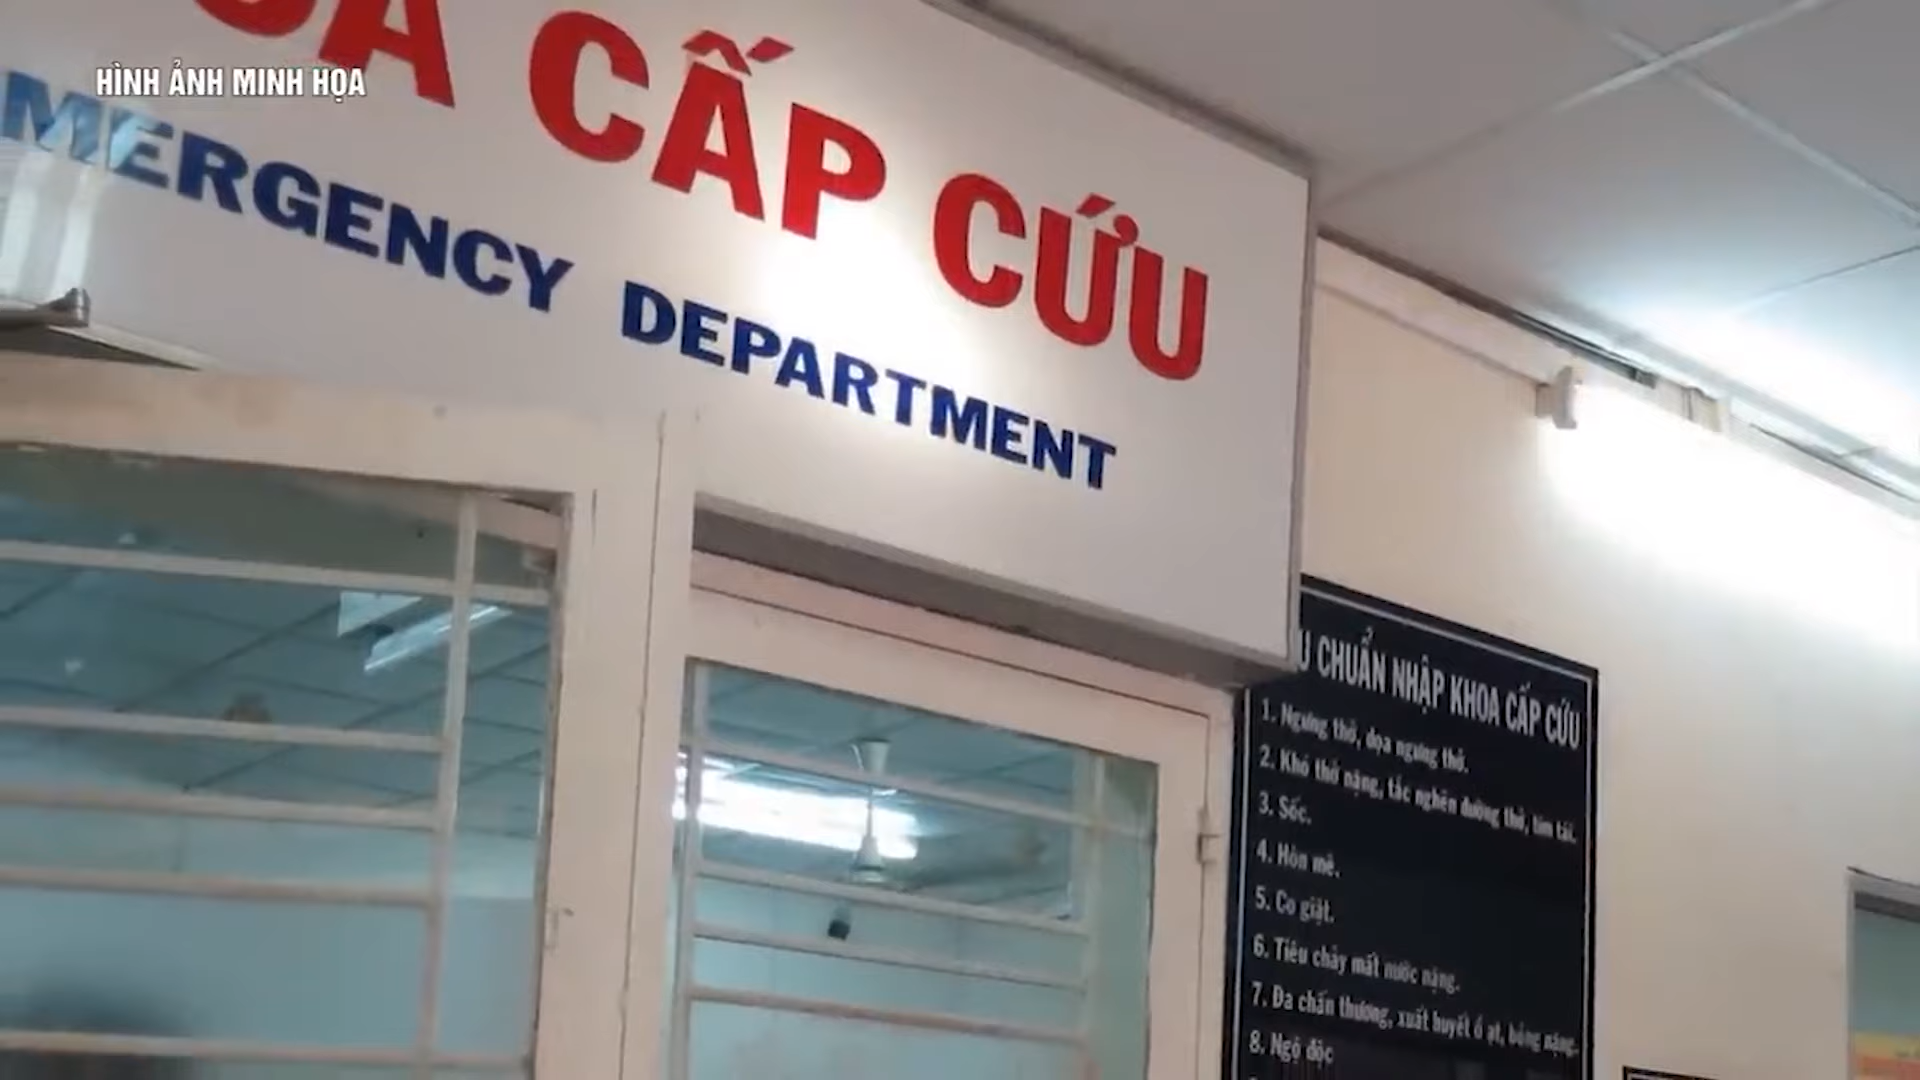 HÌNH ẢNH MINH HỌA
CẤP CỨU
MERGENCY DEPARTMENT
CHUẨN NHẬP KHOA CẤP CỨU
1. Ngưng thở, dọa ngưng thở.
2. Khó thở nặng, tắc nghẽn đường thở, tím tái.
3. Sốc.
4. Hôn mê.
5. Co giật.
6. Tiêu chảy mất nước nặng.
7. Đa chấn thương, xuất huyết ồ ạt, bỏng nặng.
8. Ngộ độc